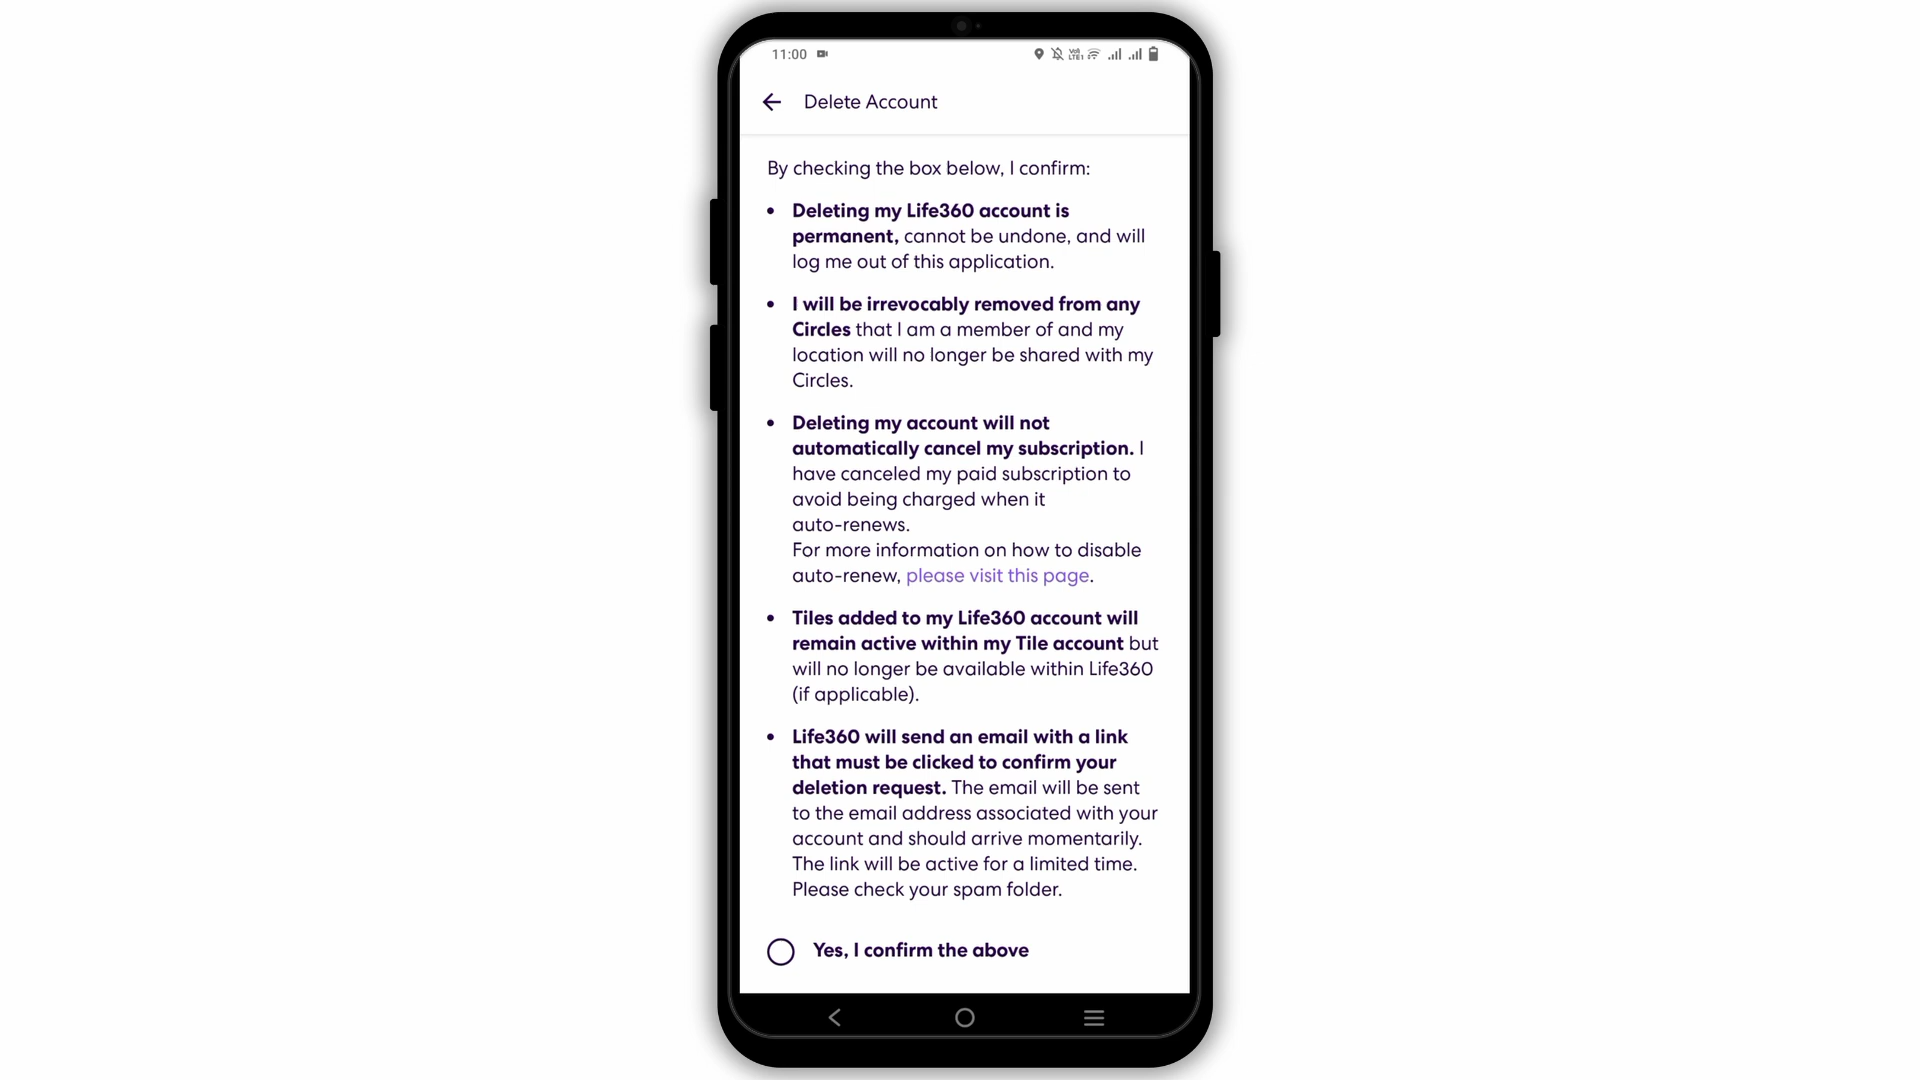 11:00
Delete Account
By checking the box below, I confirm:
• Deleting my Life360 account is
permanent, cannot be undone, and will
log me out of this application.
• I will be irrevocably removed from any
Circles that I am a member of and my
location will no longer be shared with my
Circles.
• Deleting my account will not
automatically cancel my subscription. I
have canceled my paid subscription to
avoid being charged when it
auto-renews.
For more information on how to disable
auto-renew, please visit this page.
• Tiles added to my Life360 account will
remain active within my Tile account but
will no longer be available within Life360
(if applicable).
• Life360 will send an email with a link
that must be clicked to confirm your
deletion request. The email will be sent
to the email address associated with your
account and should arrive momentarily.
The link will be active for a limited time.
Please check your spam folder.
Yes, I confirm the above